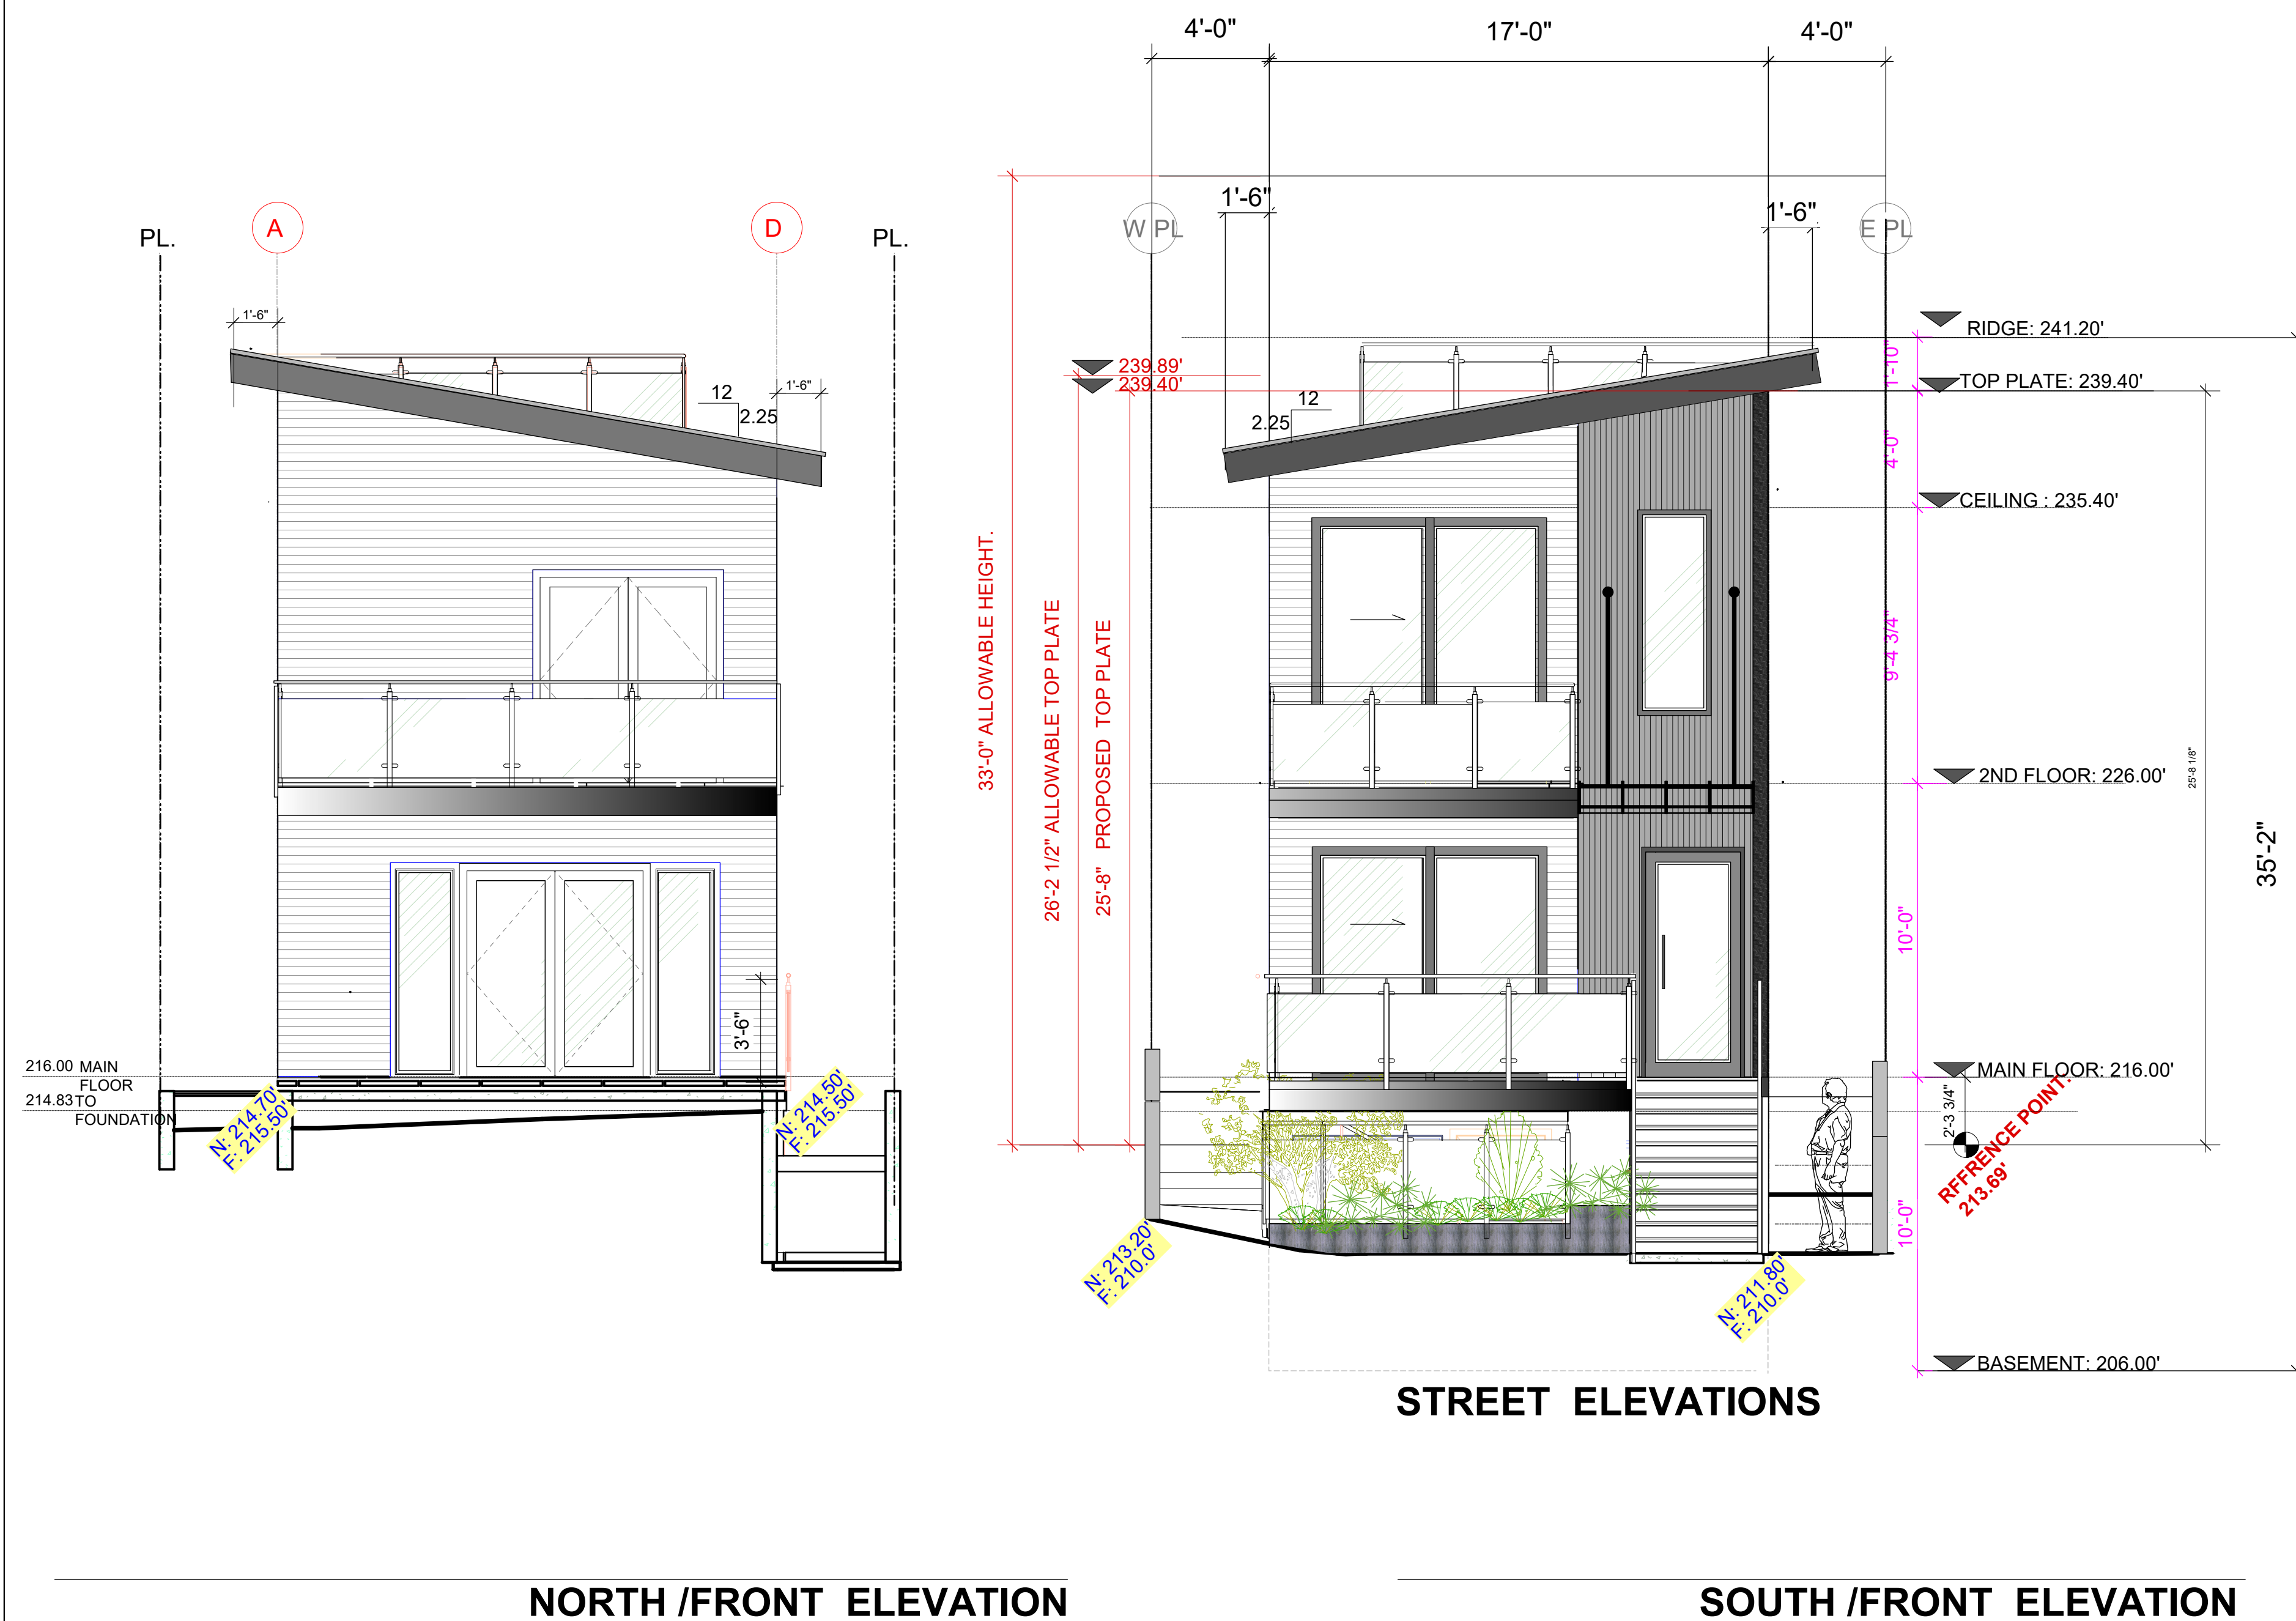 4'-0"
17'-0"
4'-0"
PL.
A
D
PL.
1'-6"
1'-6"
W PL
E PL
1'-6"
1'-6"
12
2.25
239.89'
239.40'
12
2.25
RIDGE: 241.20'
1'-10"
TOP PLATE: 239.40'
4'-0"
CEILING : 235.40'
33'-0" ALLOWABLE HEIGHT.
26'-2 1/2" ALLOWABLE TOP PLATE
25'-8" PROPOSED TOP PLATE
9'-4 3/4"
2ND FLOOR: 226.00'
25'-8 1/8"
35'-2"
10'-0"
3'-6"
216.00 MAIN
FLOOR
214.83 TO
FOUNDATION
N: 214.70'
F: 215.50'
N: 214.50'
F: 215.50'
MAIN FLOOR: 216.00'
2'-3 3/4"
RFFRENCE POINT:
213.69'
10'-0"
N: 213.20'
F: 210.0'
N: 211.80'
F: 210.0'
BASEMENT: 206.00'
STREET ELEVATIONS
NORTH /FRONT ELEVATION
SOUTH /FRONT ELEVATION